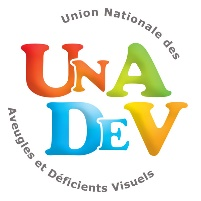 Union Nationale des
UNA
DEV
Aveugles et Déficients Visuels